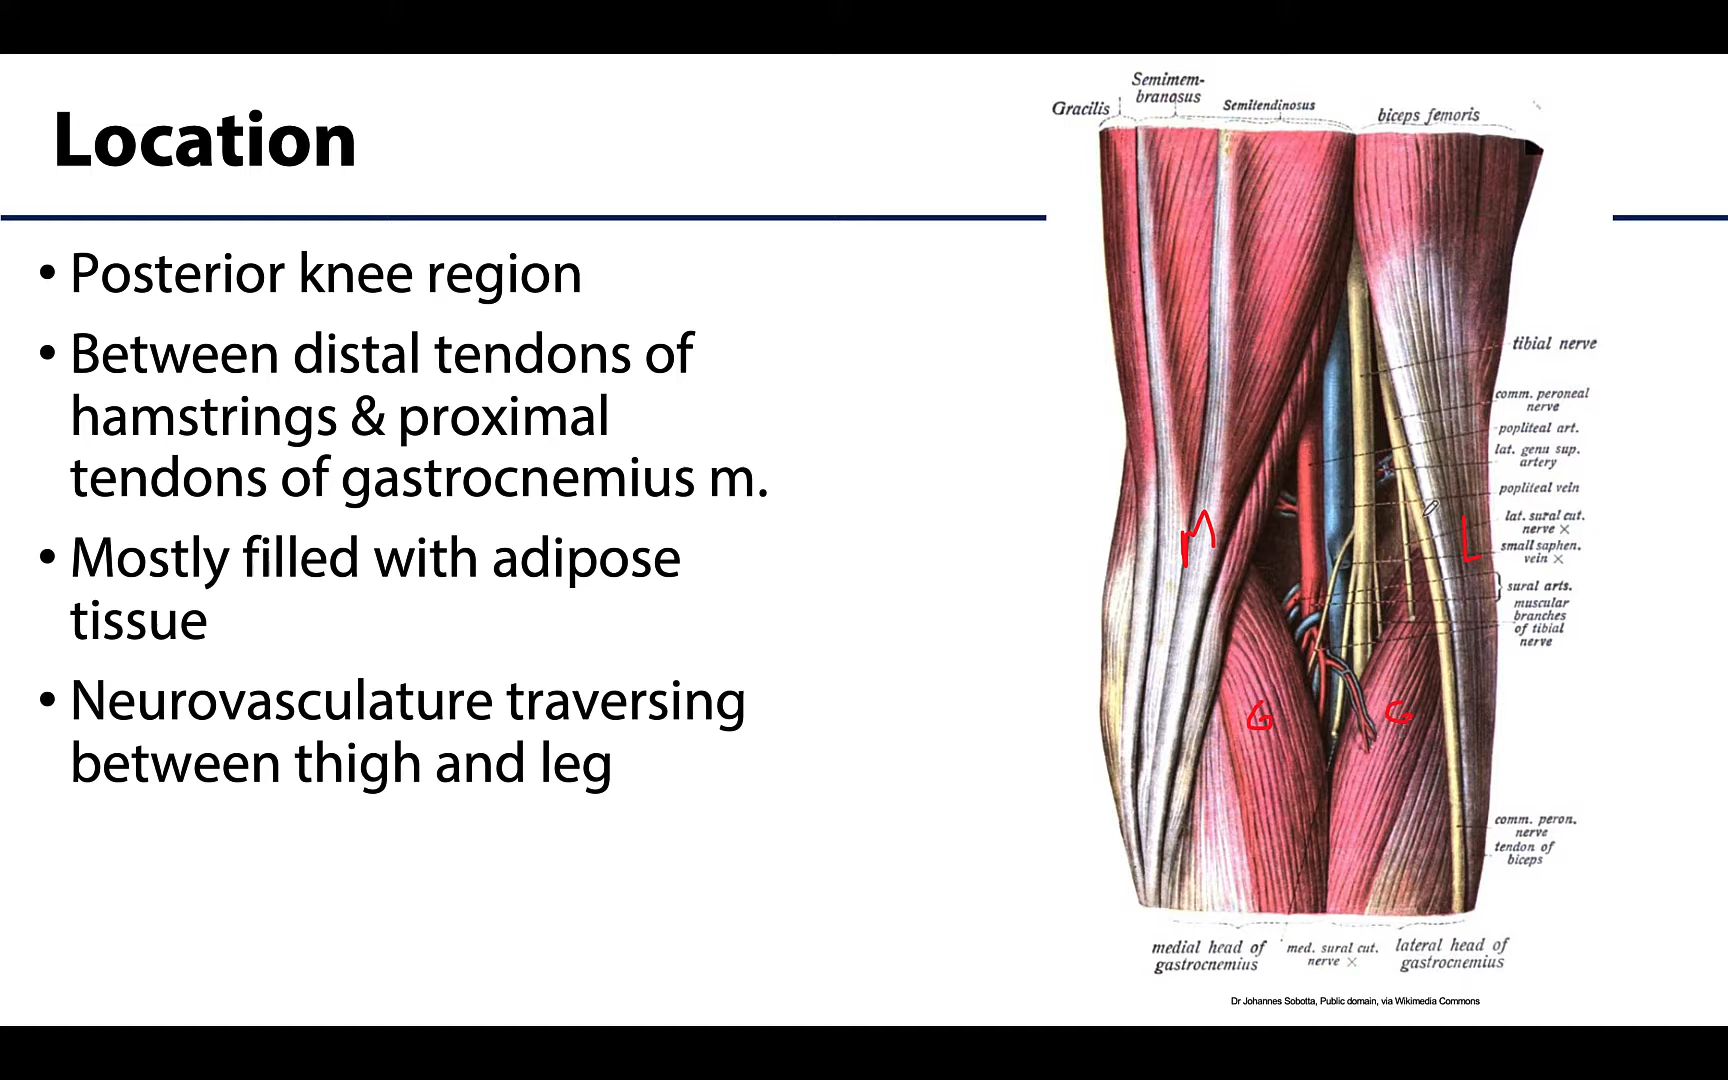 Location
• Posterior knee region
• Between distal tendons of
hamstrings & proximal
tendons of gastrocnemius m.
• Mostly filled with adipose
tissue
• Neurovasculature traversing
between thigh and leg
Gracilis
Semimem-
branosus
Semitendinosus
biceps femoris
tibial nerve
comm. peroneal
nerve
popliteal art.
lat. genu sup.
artery
popliteal vein
lat. sural cut.
nerve ×
small saphen.
vein ×
sural arts.
muscular
branches
of tibial
nerve
M
L
G
G
comm. peron.
nerve
tendon of
biceps
medial head of
gastrocnemius
med. sural cut.
nerve ×
lateral head of
gastrocnemius
Dr Johannes Sobotta, Public domain, via Wikimedia Commons